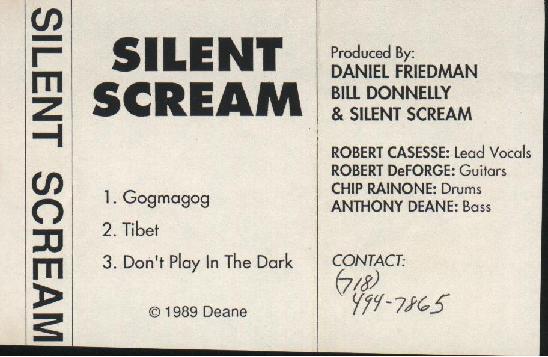 SILENT SCREAM
SILENT
SCREAM
1. Gogmagog
2. Tibet
3. Don't Play In The Dark
© 1989 Deane
Produced By:
DANIEL FRIEDMAN
BILL DONNELLY
& SILENT SCREAM
ROBERT CASESSE: Lead Vocals
ROBERT DeFORGE: Guitars
CHIP RAINONE: Drums
ANTHONY DEANE: Bass
CONTACT:
(718)
494-7865